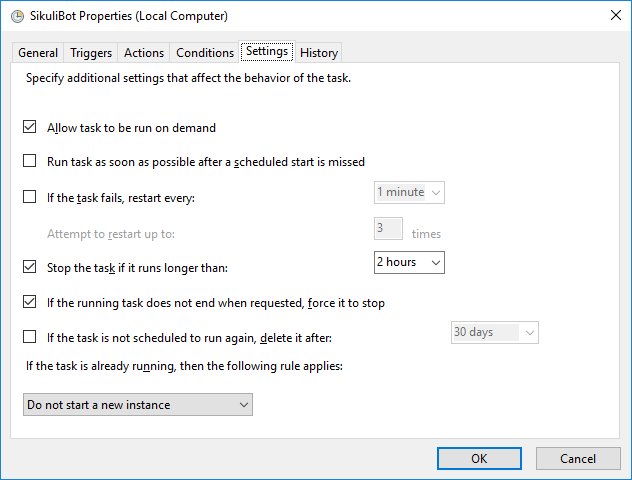 SikuliBot Properties (Local Computer)
General Triggers Actions Conditions Settings History
Specify additional settings that affect the behavior of the task.
Allow task to be run on demand
Run task as soon as possible after a scheduled start is missed
If the task fails, restart every: 1 minute
Attempt to restart up to: 3 times
Stop the task if it runs longer than: 2 hours
If the running task does not end when requested, force it to stop
If the task is not scheduled to run again, delete it after: 30 days
If the task is already running, then the following rule applies:
Do not start a new instance
OK Cancel